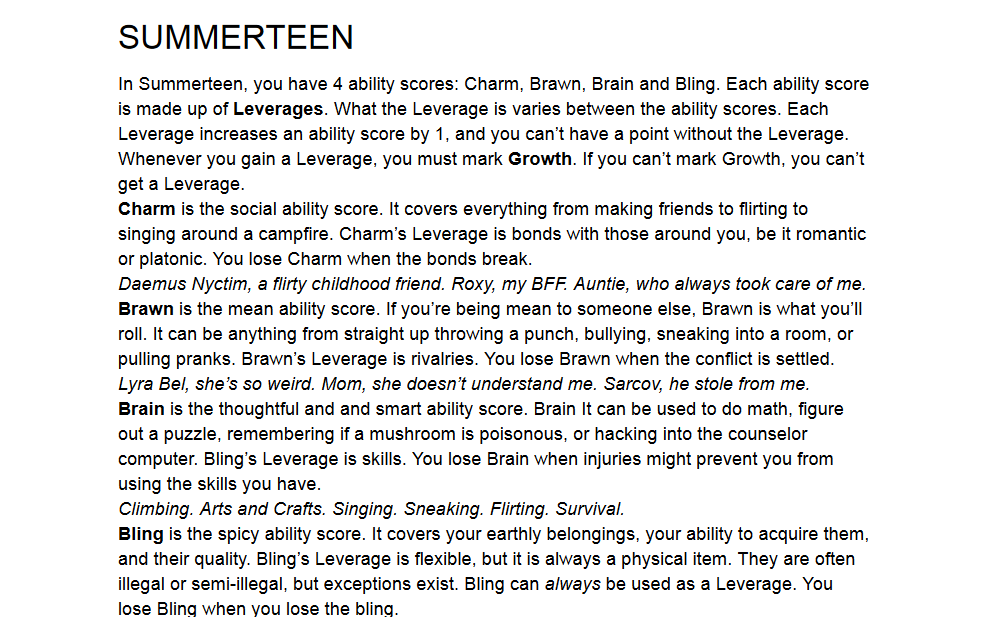 SUMMERTEEN
In Summerteen, you have 4 ability scores: Charm, Brawn, Brain and Bling. Each ability score
is made up of Leverages. What the Leverage is varies between the ability scores. Each
Leverage increases an ability score by 1, and you can’t have a point without the Leverage.
Whenever you gain a Leverage, you must mark Growth. If you can’t mark Growth, you can’t
get a Leverage.
Charm is the social ability score. It covers everything from making friends to flirting to
singing around a campfire. Charm’s Leverage is bonds with those around you, be it romantic
or platonic. You lose Charm when the bonds break.
Daemus Nyctim, a flirty childhood friend. Roxy, my BFF. Auntie, who always took care of me.
Brawn is the mean ability score. If you’re being mean to someone else, Brawn is what you’ll
roll. It can be anything from straight up throwing a punch, bullying, sneaking into a room, or
pulling pranks. Brawn’s Leverage is rivalries. You lose Brawn when the conflict is settled.
Lyra Bel, she’s so weird. Mom, she doesn’t understand me. Sarcov, he stole from me.
Brain is the thoughtful and and smart ability score. Brain It can be used to do math, figure
out a puzzle, remembering if a mushroom is poisonous, or hacking into the counselor
computer. Bling’s Leverage is skills. You lose Brain when injuries might prevent you from
using the skills you have.
Climbing. Arts and Crafts. Singing. Sneaking. Flirting. Survival.
Bling is the spicy ability score. It covers your earthly belongings, your ability to acquire them,
and their quality. Bling’s Leverage is flexible, but it is always a physical item. They are often
illegal or semi-illegal, but exceptions exist. Bling can always be used as a Leverage. You
lose Bling when you lose the bling.